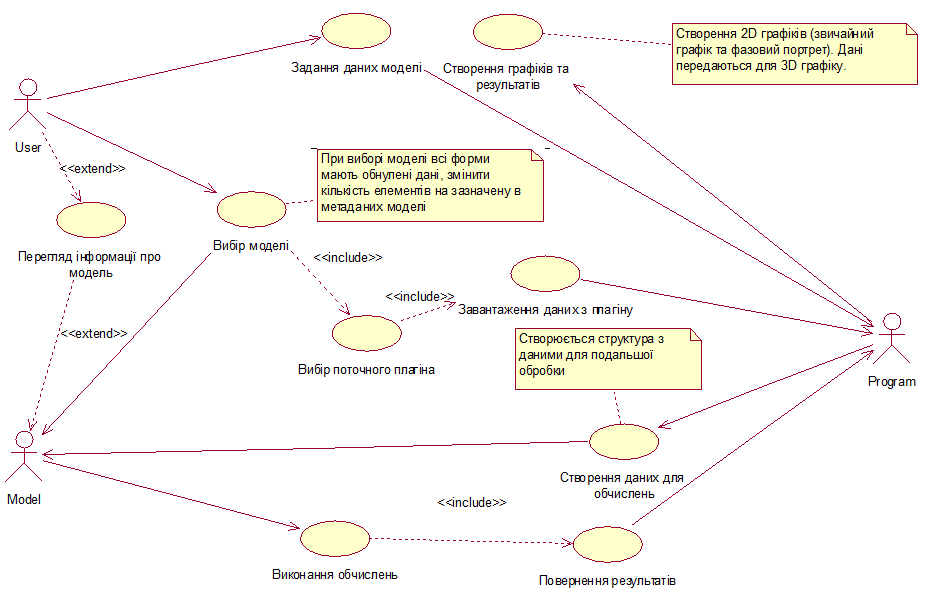 Створення 2D графіків (звичайний
графік та фазовий портрет). Дані
передаються для 3D графіку.
Задання даних моделі
Створення графіків та
результатів
User
<<extend>>
При виборі моделі всі форми
мають обнулені дані, змінити
кількість елементів на зазначену в
метаданих моделі
Вибір моделі
Перегляд інформації про
модель
<<include>>
<<include>>
Завантаження даних з плагіну
<<extend>>
Створюється структура з
даними для подальшої
обробки
Вибір поточного плагіна
Program
Створення даних для
обчислень
Model
<<include>>
Виконання обчислень
Повернення результатів